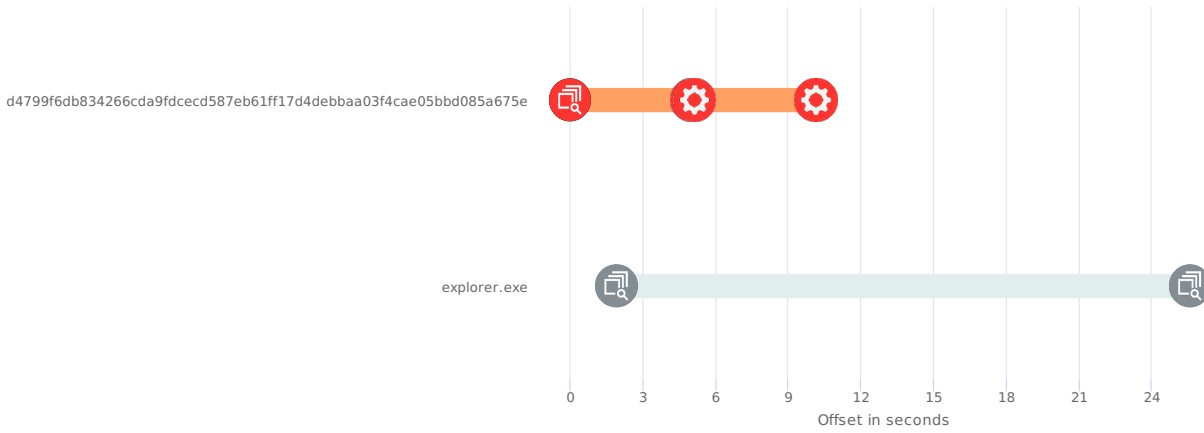 d4799f6db834266cda9fdcecd587eb61ff17d4debbaa03f4cae05bbd085a675e
explorer.exe
0 3 6 9 12 15 18 21 24
Offset in seconds